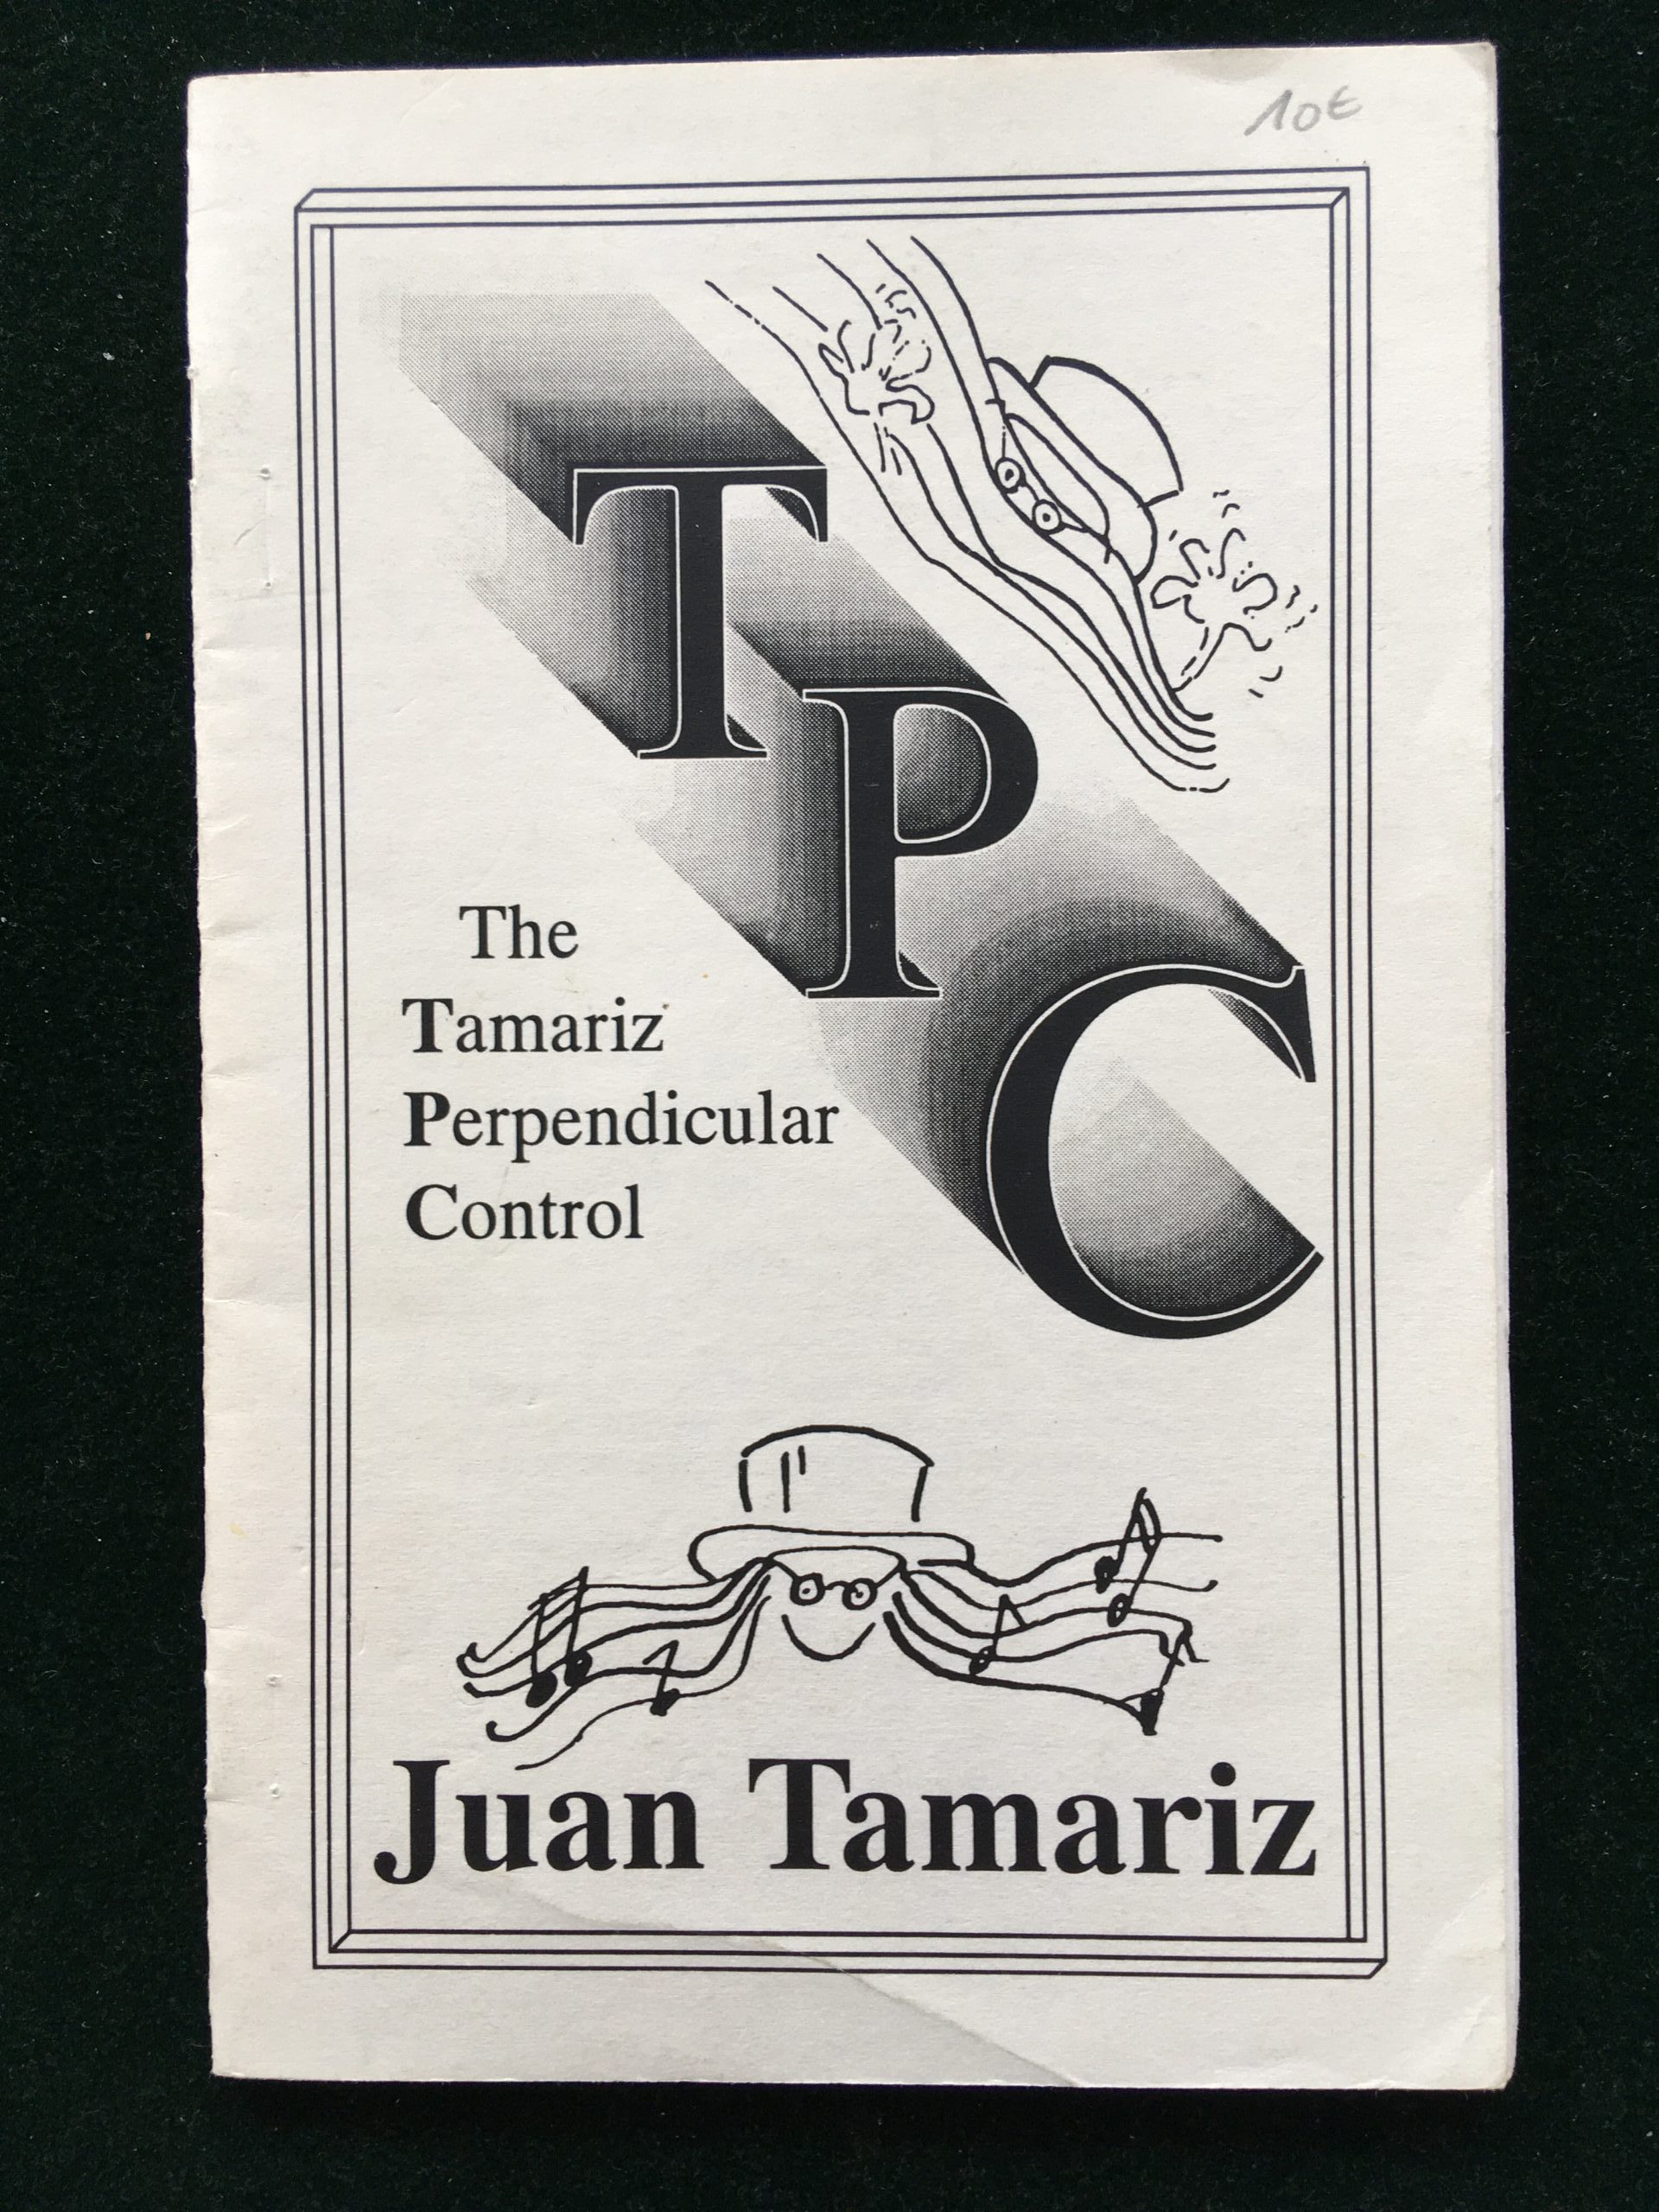 10€
T
P
C
The
Tamariz
Perpendicular
Control
Juan Tamariz